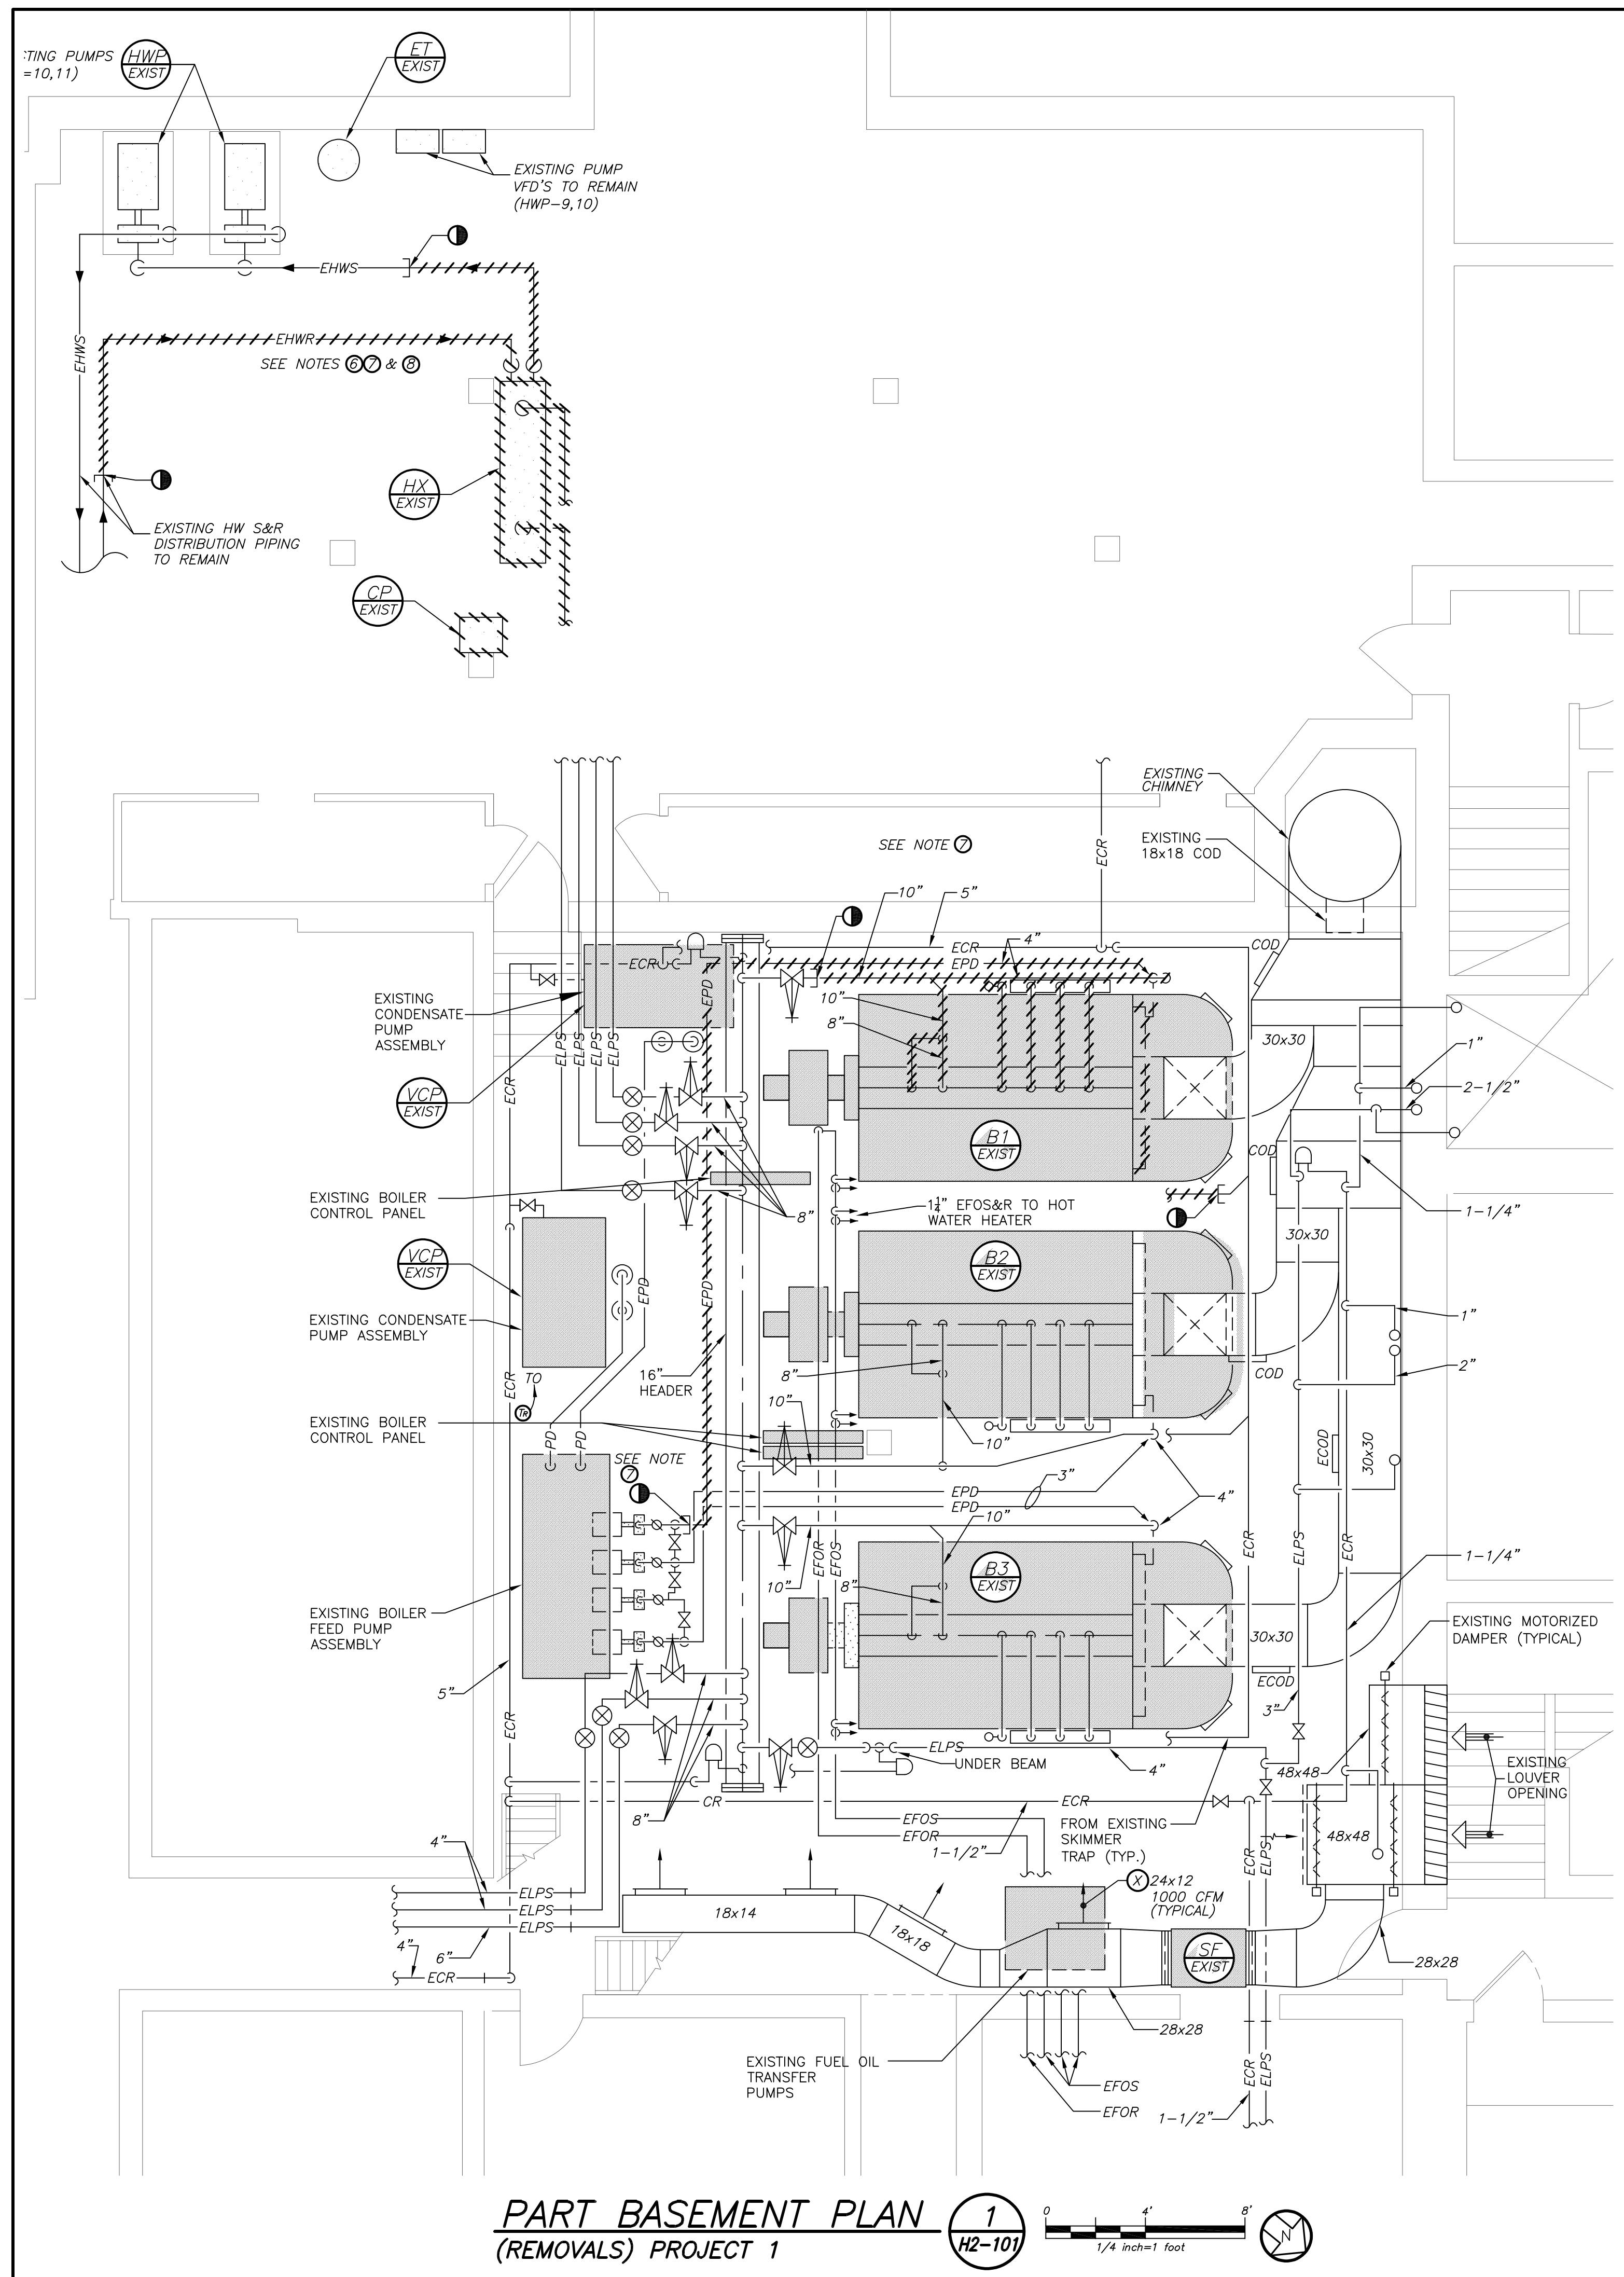 TING PUMPS
=10,11)
HWP
EXIST
ET
EXIST
EXISTING PUMP
VFD'S TO REMAIN
(HWP-9,10)
EHWS
EHWS
EHWR
SEE NOTES 6 7 & 8
HX
EXIST
EXISTING HW S&R
DISTRIBUTION PIPING
TO REMAIN
CP
EXIST
EXISTING
CHIMNEY
EXISTING
18x18 COD
SEE NOTE 7
ECR
10"
5"
ECR
4"
EPD
COD
ECR
EPD
EXISTING
CONDENSATE
PUMP
ASSEMBLY
10"
8"
30x30
1"
2-1/2"
ELPS
ELPS
ELPS
ELPS
ECR
VCP
EXIST
B1
EXIST
COD
EXISTING BOILER
CONTROL PANEL
8"
1 1/4" EFOS&R TO HOT
WATER HEATER
1-1/4"
30x30
VCP
EXIST
B2
EXIST
EPD
EPD
EXISTING CONDENSATE
PUMP ASSEMBLY
1"
2"
ECR
TO
TR
16"
HEADER
8"
COD
10"
EXISTING BOILER
CONTROL PANEL
PD
PD
10"
ECOD
30x30
SEE NOTE
7
3"
EPD
EPD
4"
10"
EFOR
EFOS
ECR
ELPS
ECR
1-1/4"
B3
EXIST
10"
8"
EXISTING BOILER
FEED PUMP
ASSEMBLY
30x30
EXISTING MOTORIZED
DAMPER (TYPICAL)
ECOD
5"
ECR
3"
ELPS
UNDER BEAM
4"
48x48
EXISTING
LOUVER
OPENING
CR
ECR
8"
EFOS
EFOR
1-1/2"
FROM EXISTING
SKIMMER
TRAP (TYP.)
48x48
ECR
ELPS
4"
ELPS
ELPS
ELPS
4"
6"
ECR
18x14
18x18
X
24x12
1000 CFM
(TYPICAL)
SF
EXIST
28x28
28x28
EXISTING FUEL OIL
TRANSFER
PUMPS
EFOS
EFOR
ECR
ELPS
1-1/2"
PART BASEMENT PLAN
(REMOVALS) PROJECT 1
1
H2-101
0 4' 8'
1/4 inch=1 foot
N